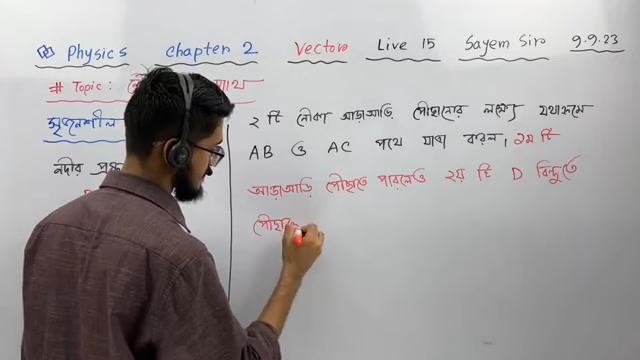 Physics chapter 2 Vector Live 15 Sayem Sir 9.9.23
# Topic:
সৃজনশীল
নদীর
২ টি নৌকা আড়াআড়ি পৌছানোর লক্ষ্যে যথাক্রমে
AB ও AC পথে যাত্রা করল, ১ম টি
আড়াআড়ি পৌছাতে পারলেও ২য় টি D বিন্দুতে